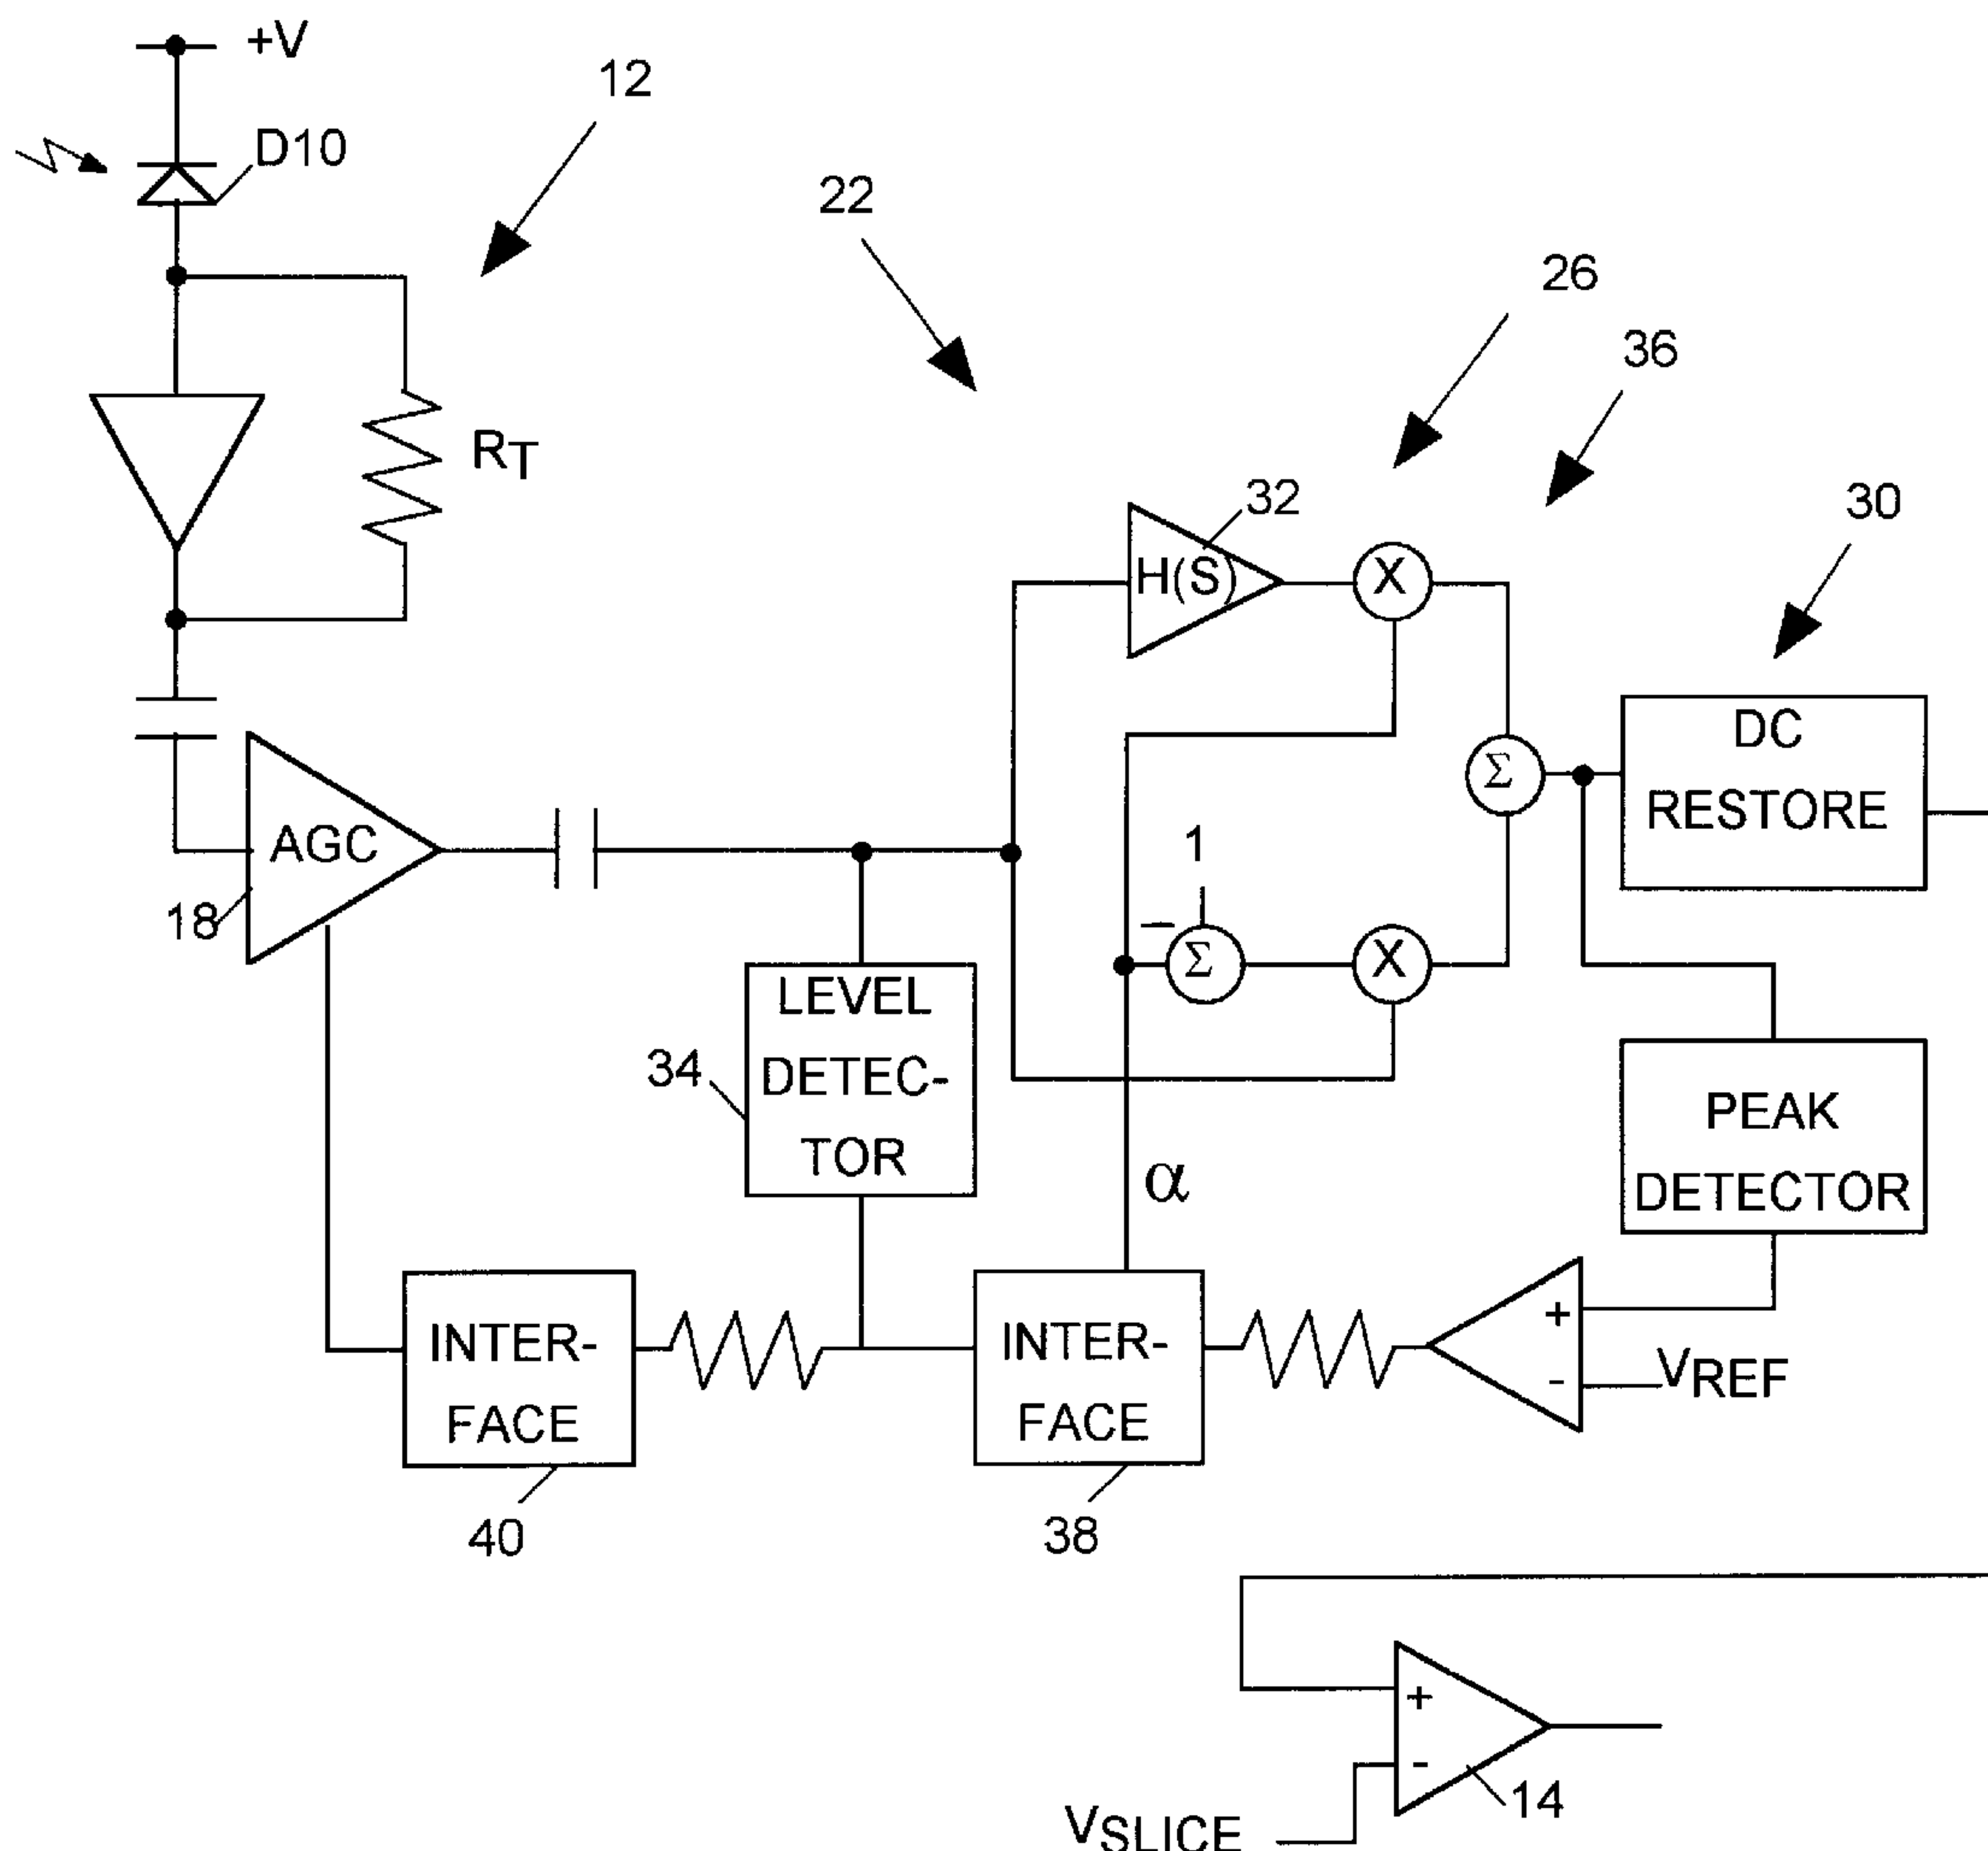 +V
12
D10
22
26
36
RT
32
30
H(S)
X
DC
RESTORE
Σ
AGC
18
1
−
Σ
X
LEVEL
DETEC-
TOR
34
PEAK
DETECTOR
α
INTER-
FACE
INTER-
FACE
+
-
VREF
40
38
+
-
14
VSLICE